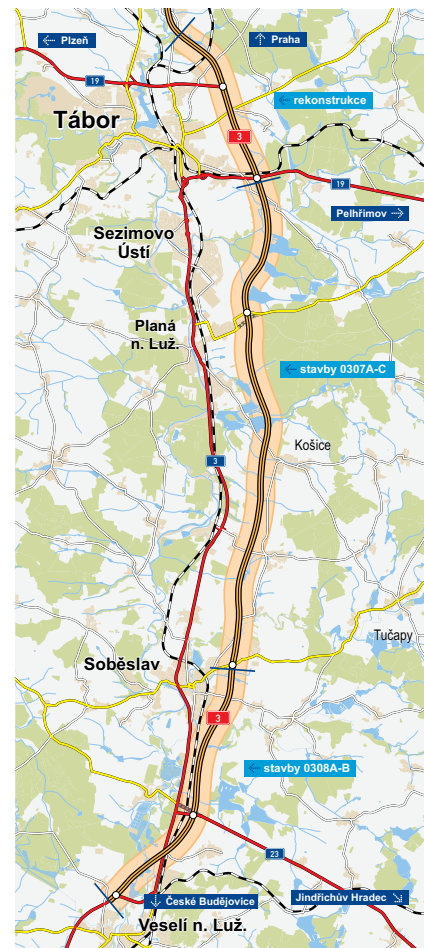 ← Plzeň
↑ Praha
19
← rekonstrukce
Tábor
3
19
Pelhřimov →
Sezimovo
Ústí
Planá
n. Luž.
← stavby 0307A-C
Košice
3
Tučapy
Soběslav
3
← stavby 0308A-B
23
↓ České Budějovice
Jindřichův Hradec ↘
Veselí n. Luž.